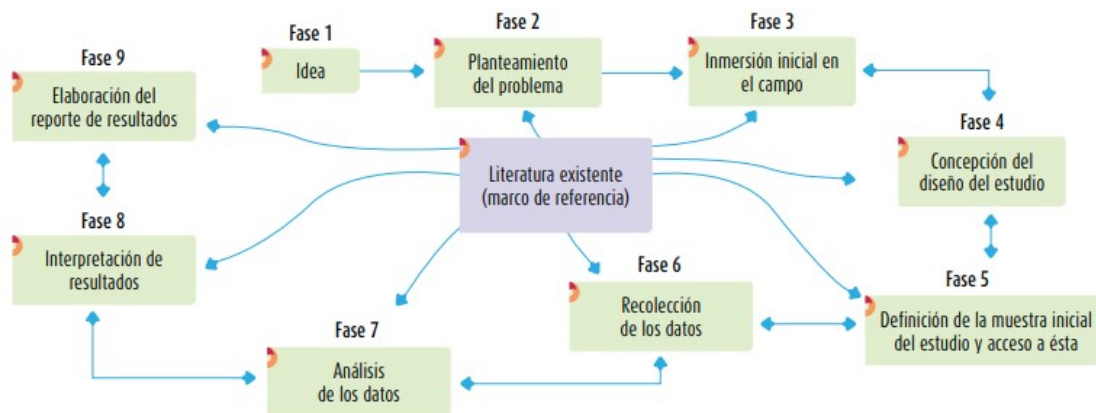 Fase 1
Idea
Fase 2
Planteamiento
del problema
Fase 3
Inmersión inicial en
el campo
Fase 4
Concepción del
diseño del estudio
Fase 5
Definición de la muestra inicial
del estudio y acceso a ésta
Fase 6
Recolección
de los datos
Fase 7
Análisis
de los datos
Fase 8
Interpretación de
resultados
Fase 9
Elaboración del
reporte de resultados
Literatura existente
(marco de referencia)